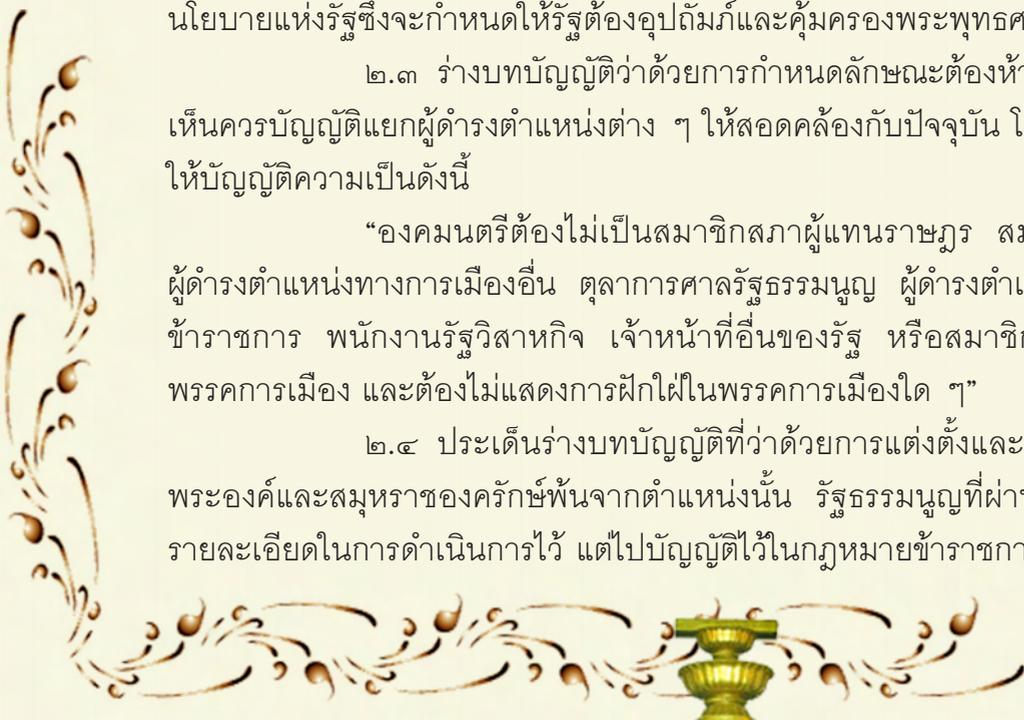 นโยบายแห่งรัฐซึ่งจะกำหนดให้รัฐต้องอุปถัมภ์และคุ้มครองพระพุทธศ
๒.๓ ร่างบทบัญญัติว่าด้วยการกำหนดลักษณะต้องห้า
เห็นควรบัญญัติแยกผู้ดำรงตำแหน่งต่าง ๆ ให้สอดคล้องกับปัจจุบัน โ
ให้บัญญัติความเป็นดังนี้
“องคมนตรีต้องไม่เป็นสมาชิกสภาผู้แทนราษฎร สม
ผู้ดำรงตำแหน่งทางการเมืองอื่น ตุลาการศาลรัฐธรรมนูญ ผู้ดำรงตำแ
ข้าราชการ พนักงานรัฐวิสาหกิจ เจ้าหน้าที่อื่นของรัฐ หรือสมาชิก
พรรคการเมือง และต้องไม่แสดงการฝักใฝ่ในพรรคการเมืองใด ๆ”
๒.๔ ประเด็นร่างบทบัญญัติที่ว่าด้วยการแต่งตั้งและ
พระองค์และสมุหราชองครักษ์พ้นจากตำแหน่งนั้น รัฐธรรมนูญที่ผ่าน
รายละเอียดในการดำเนินการไว้ แต่ไปบัญญัติไว้ในกฎหมายข้าราชกา